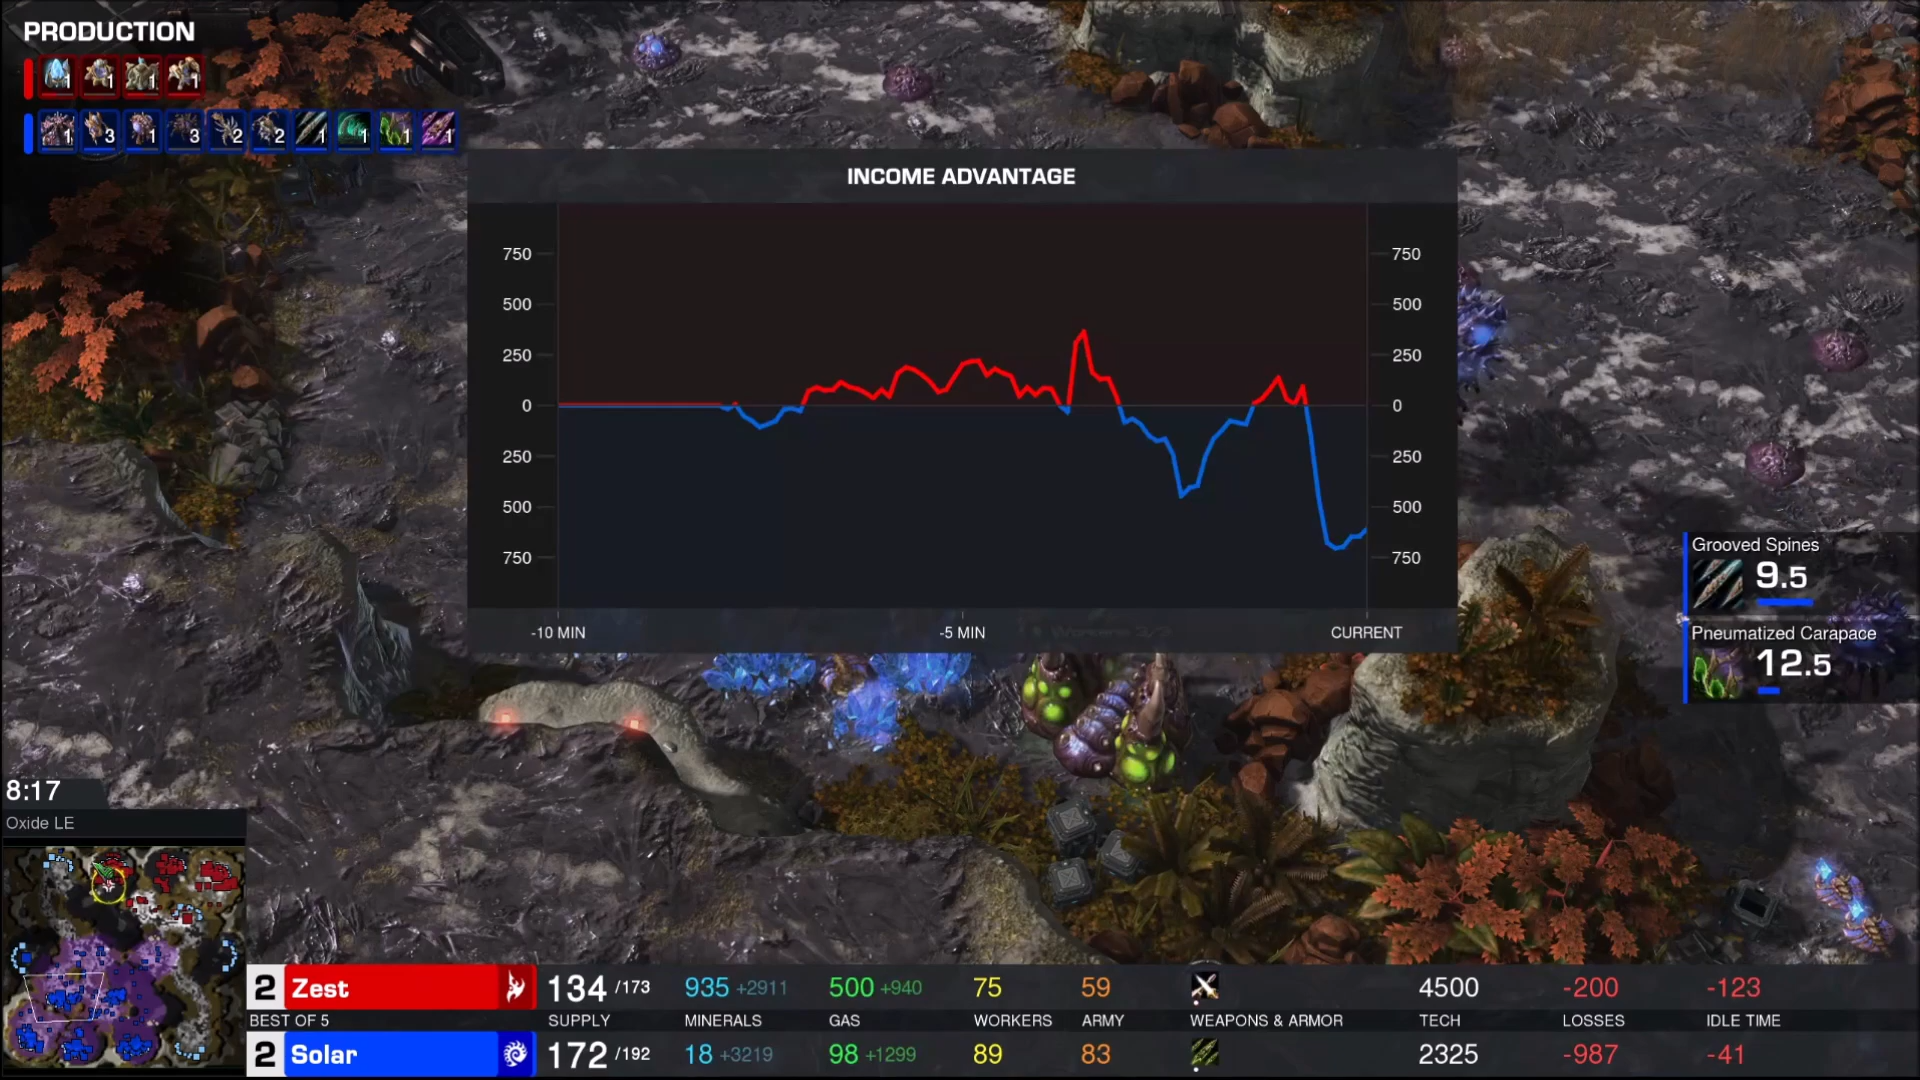 PRODUCTION
1 1 1 1
1 3 1 3 2 2 1 1 1 1
INCOME ADVANTAGE
750 750
500 500
250 250
0 0
250 250
500 500
750 750
-10 MIN -5 MIN CURRENT
Grooved Spines
9.5
Pneumatized Carapace
12.5
8:17
Oxide LE
2 Zest 134 /173 935 +2911 500 +940 75 59 4500 -200 -123
BEST OF 5 SUPPLY MINERALS GAS WORKERS ARMY WEAPONS & ARMOR TECH LOSSES IDLE TIME
2 Solar 172 /192 18 +3219 98 +1299 89 83 2325 -987 -41